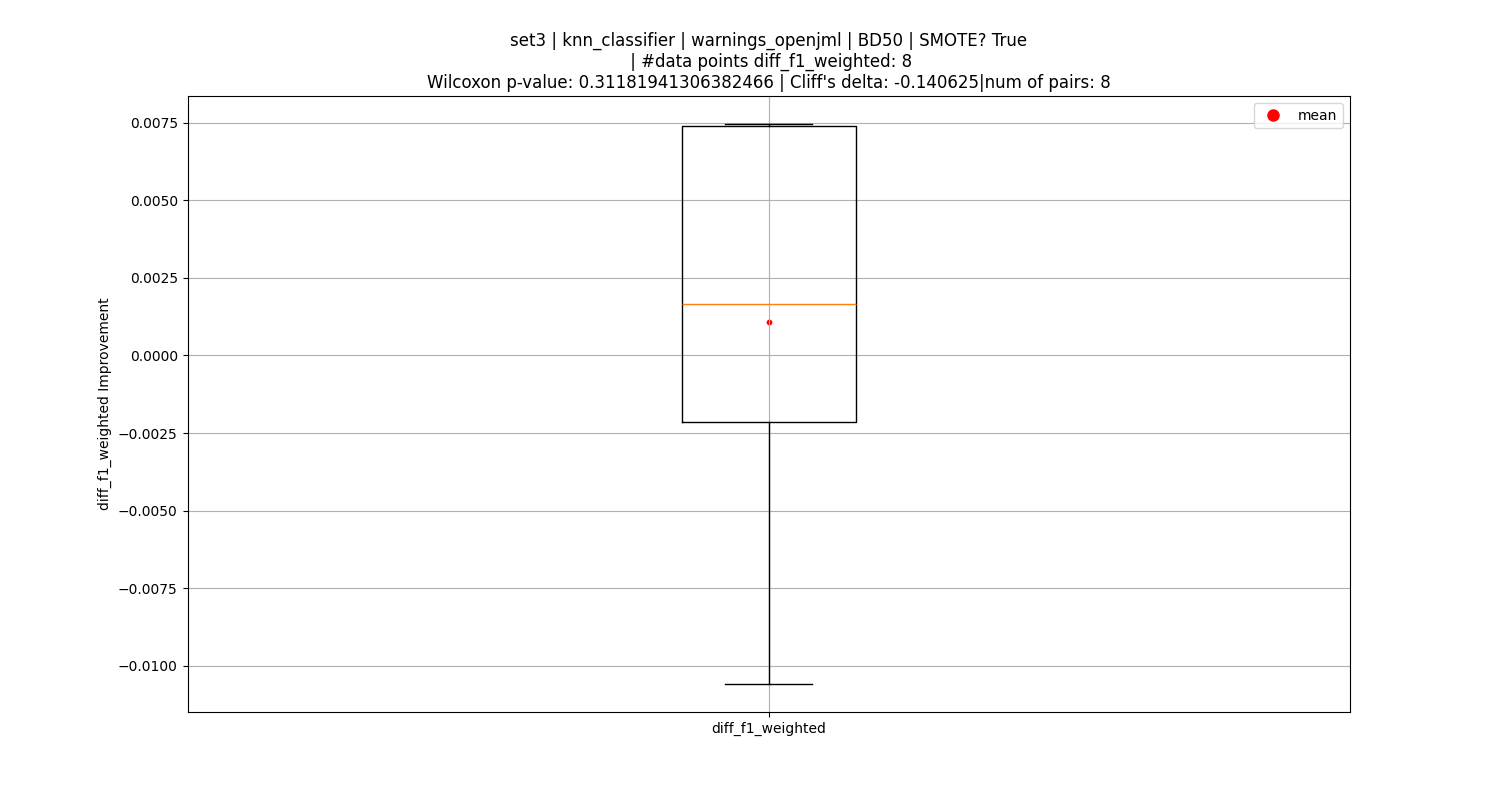 set3 | knn_classifier | warnings_openjml | BD50 | SMOTE? True
| #data points diff_f1_weighted: 8
Wilcoxon p-value: 0.31181941306382466 | Cliff's delta: -0.140625|num of pairs: 8
mean
0.0075
0.0050
0.0025
0.0000
−0.0025
−0.0050
−0.0075
−0.0100
diff_f1_weighted Improvement
diff_f1_weighted